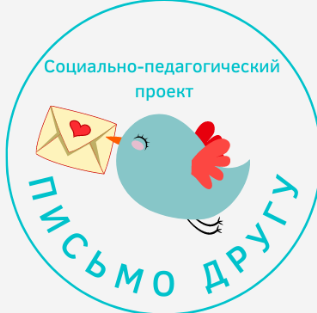 Социально-педагогический
проект
ПИСЬМО ДРУГУ